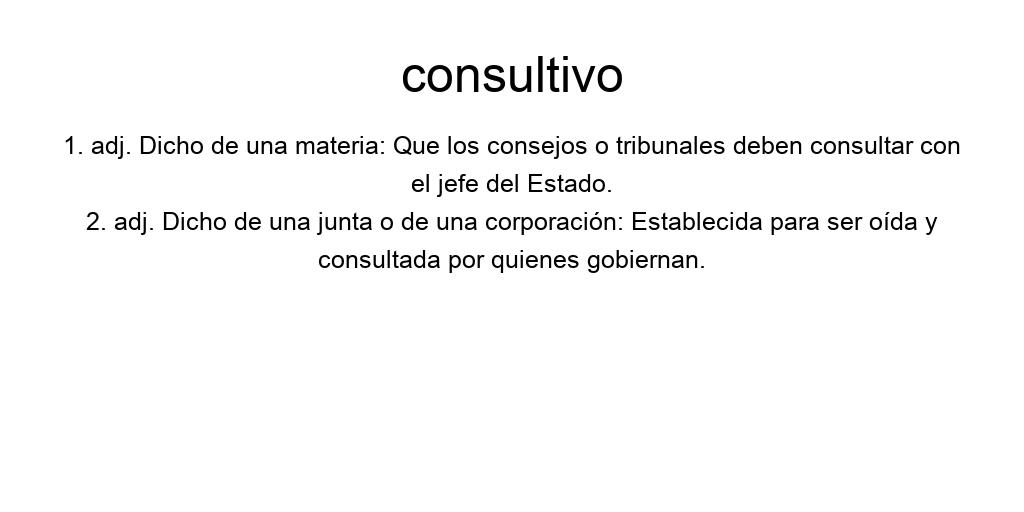 consultivo
1. adj. Dicho de una materia: Que los consejos o tribunales deben consultar con
el jefe del Estado.
2. adj. Dicho de una junta o de una corporación: Establecida para ser oída y
consultada por quienes gobiernan.